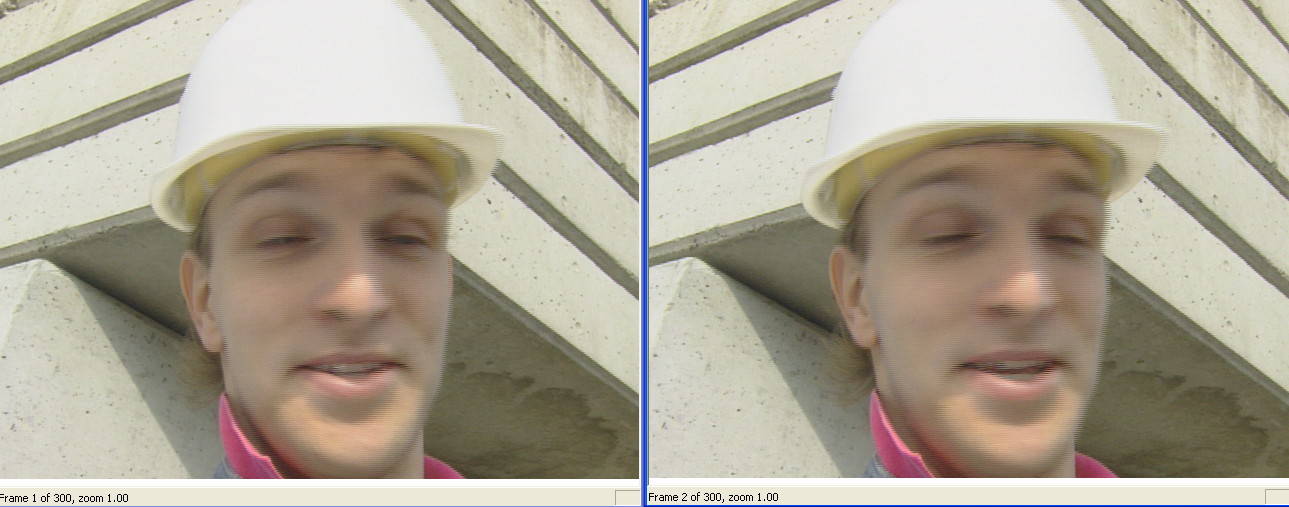 Frame 1 of 300, zoom 1.00
Frame 2 of 300, zoom 1.00